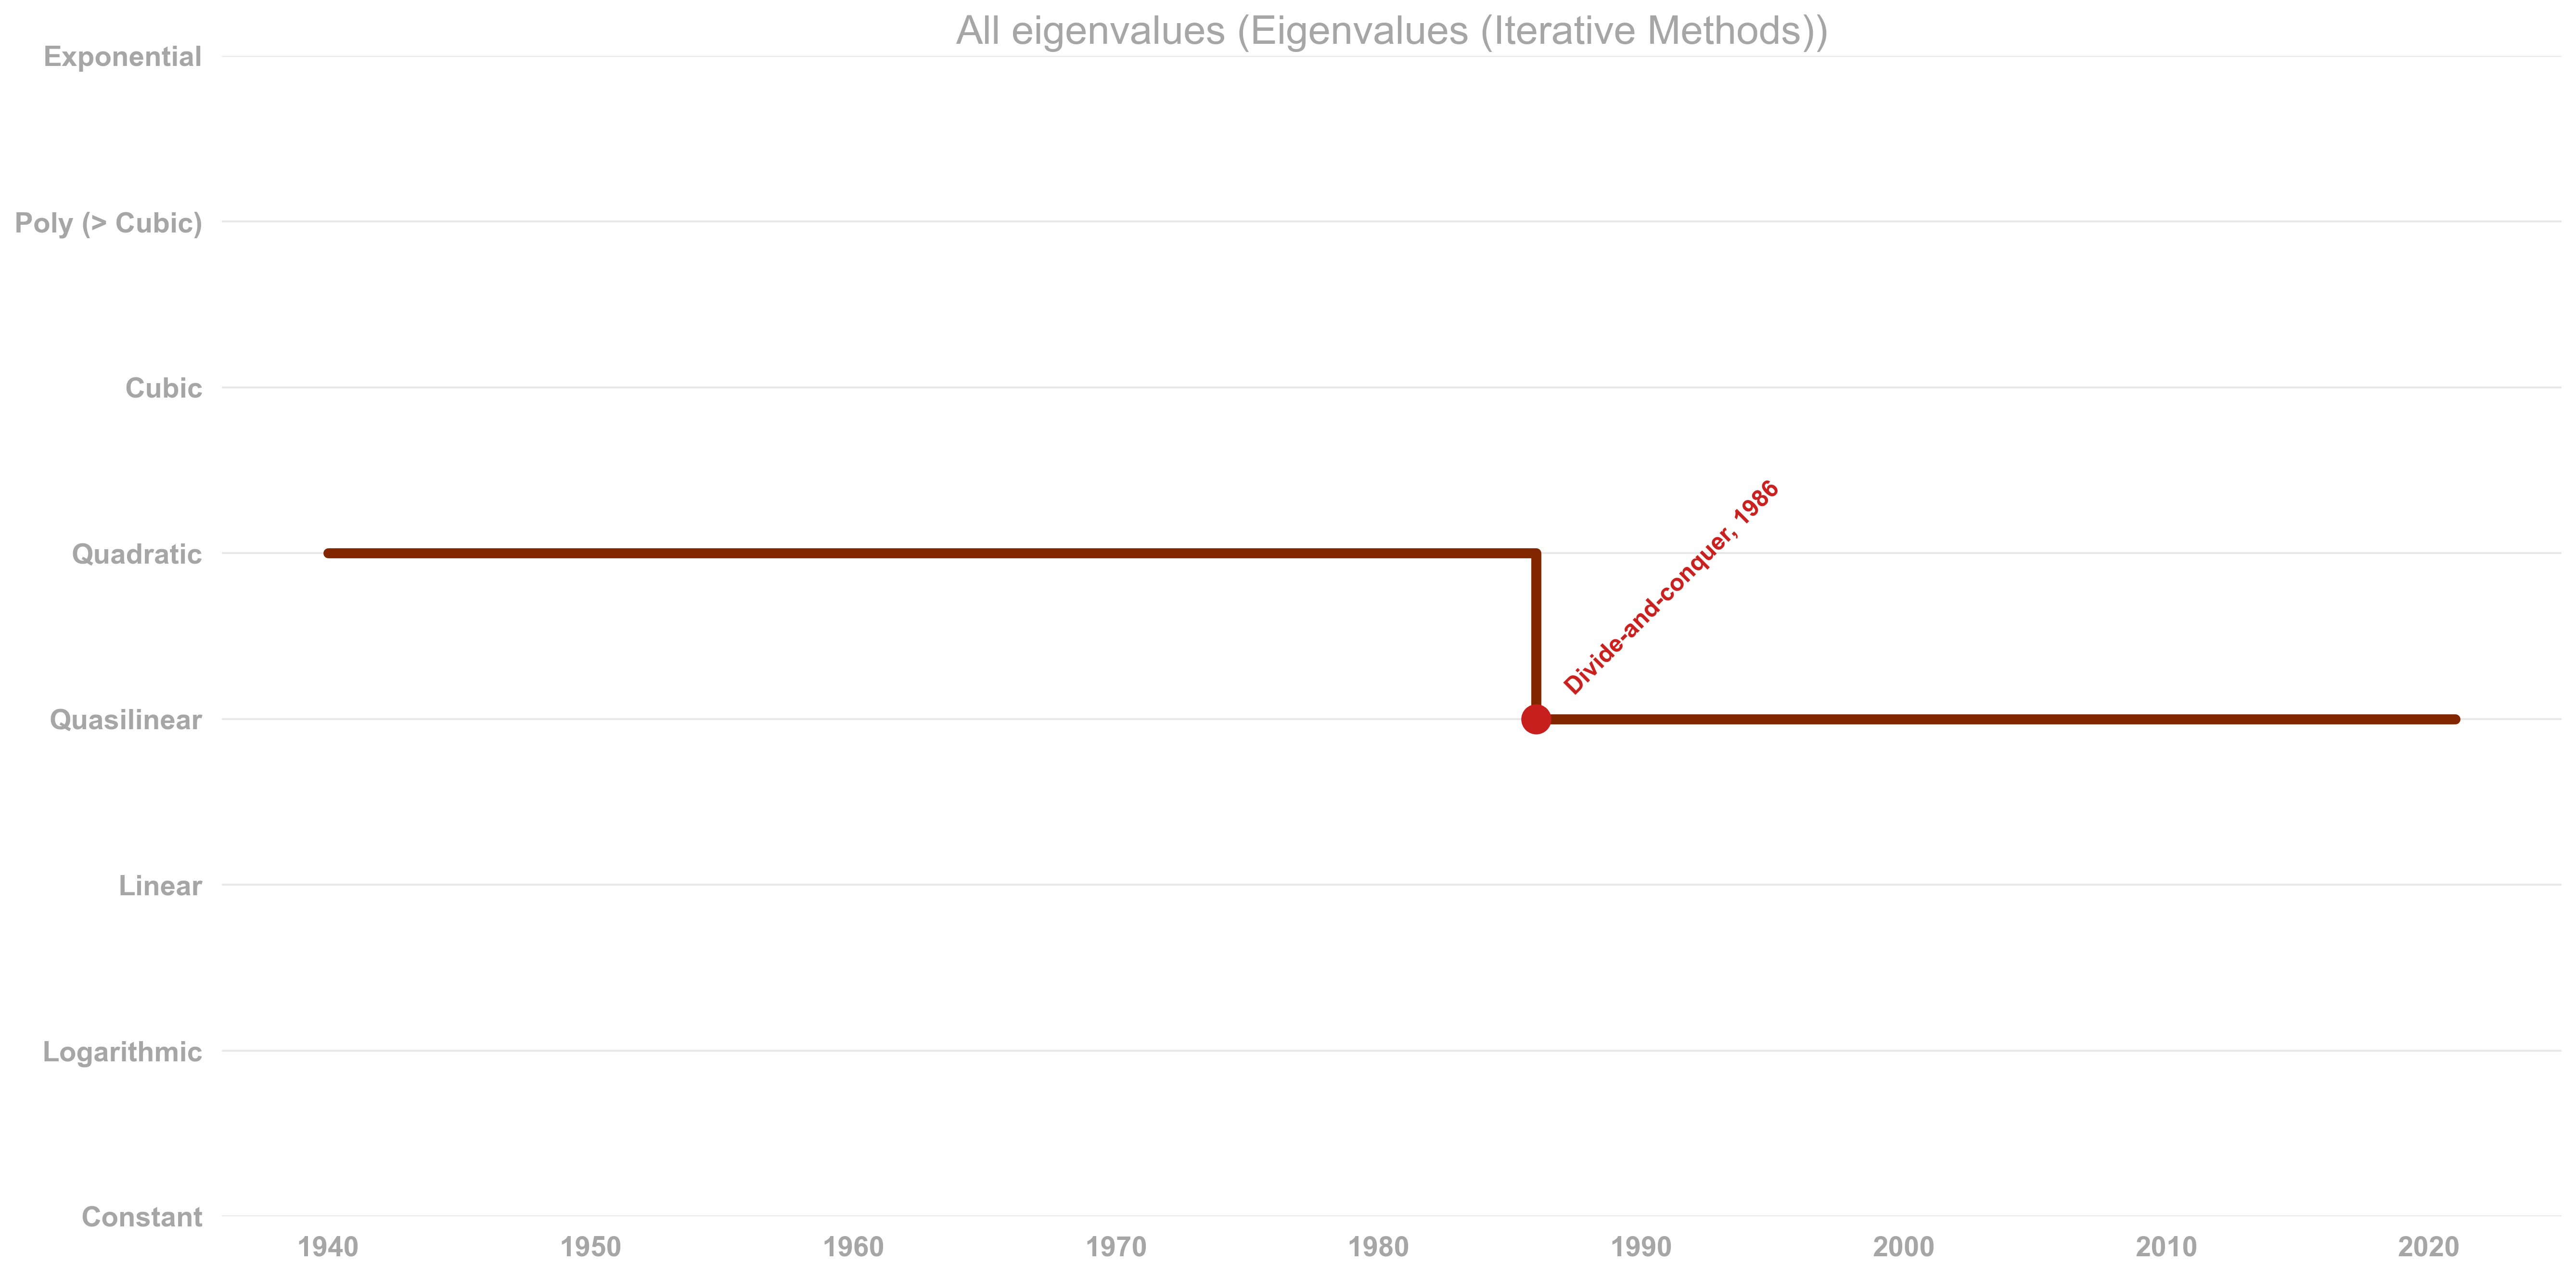 All eigenvalues (Eigenvalues (Iterative Methods))
Exponential
Poly (> Cubic)
Cubic
Quadratic
Quasilinear
Linear
Logarithmic
Constant
Divide-and-conquer, 1986
1940 1950 1960 1970 1980 1990 2000 2010 2020